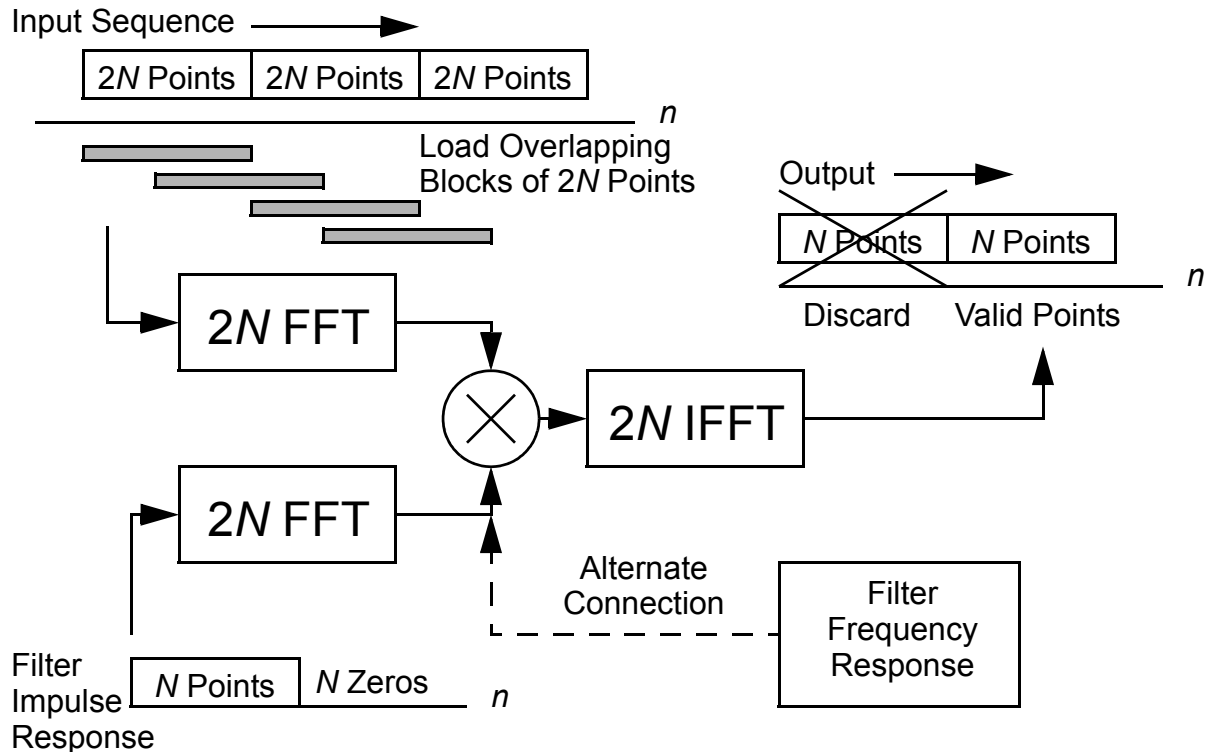 Input Sequence
2N Points 2N Points 2N Points
n
Load Overlapping
Blocks of 2N Points
Output
N Points N Points
n
Discard Valid Points
2N FFT
2N IFFT
2N FFT
Alternate
Connection
Filter
Frequency
Response
Filter
Impulse
Response
N Points N Zeros
n